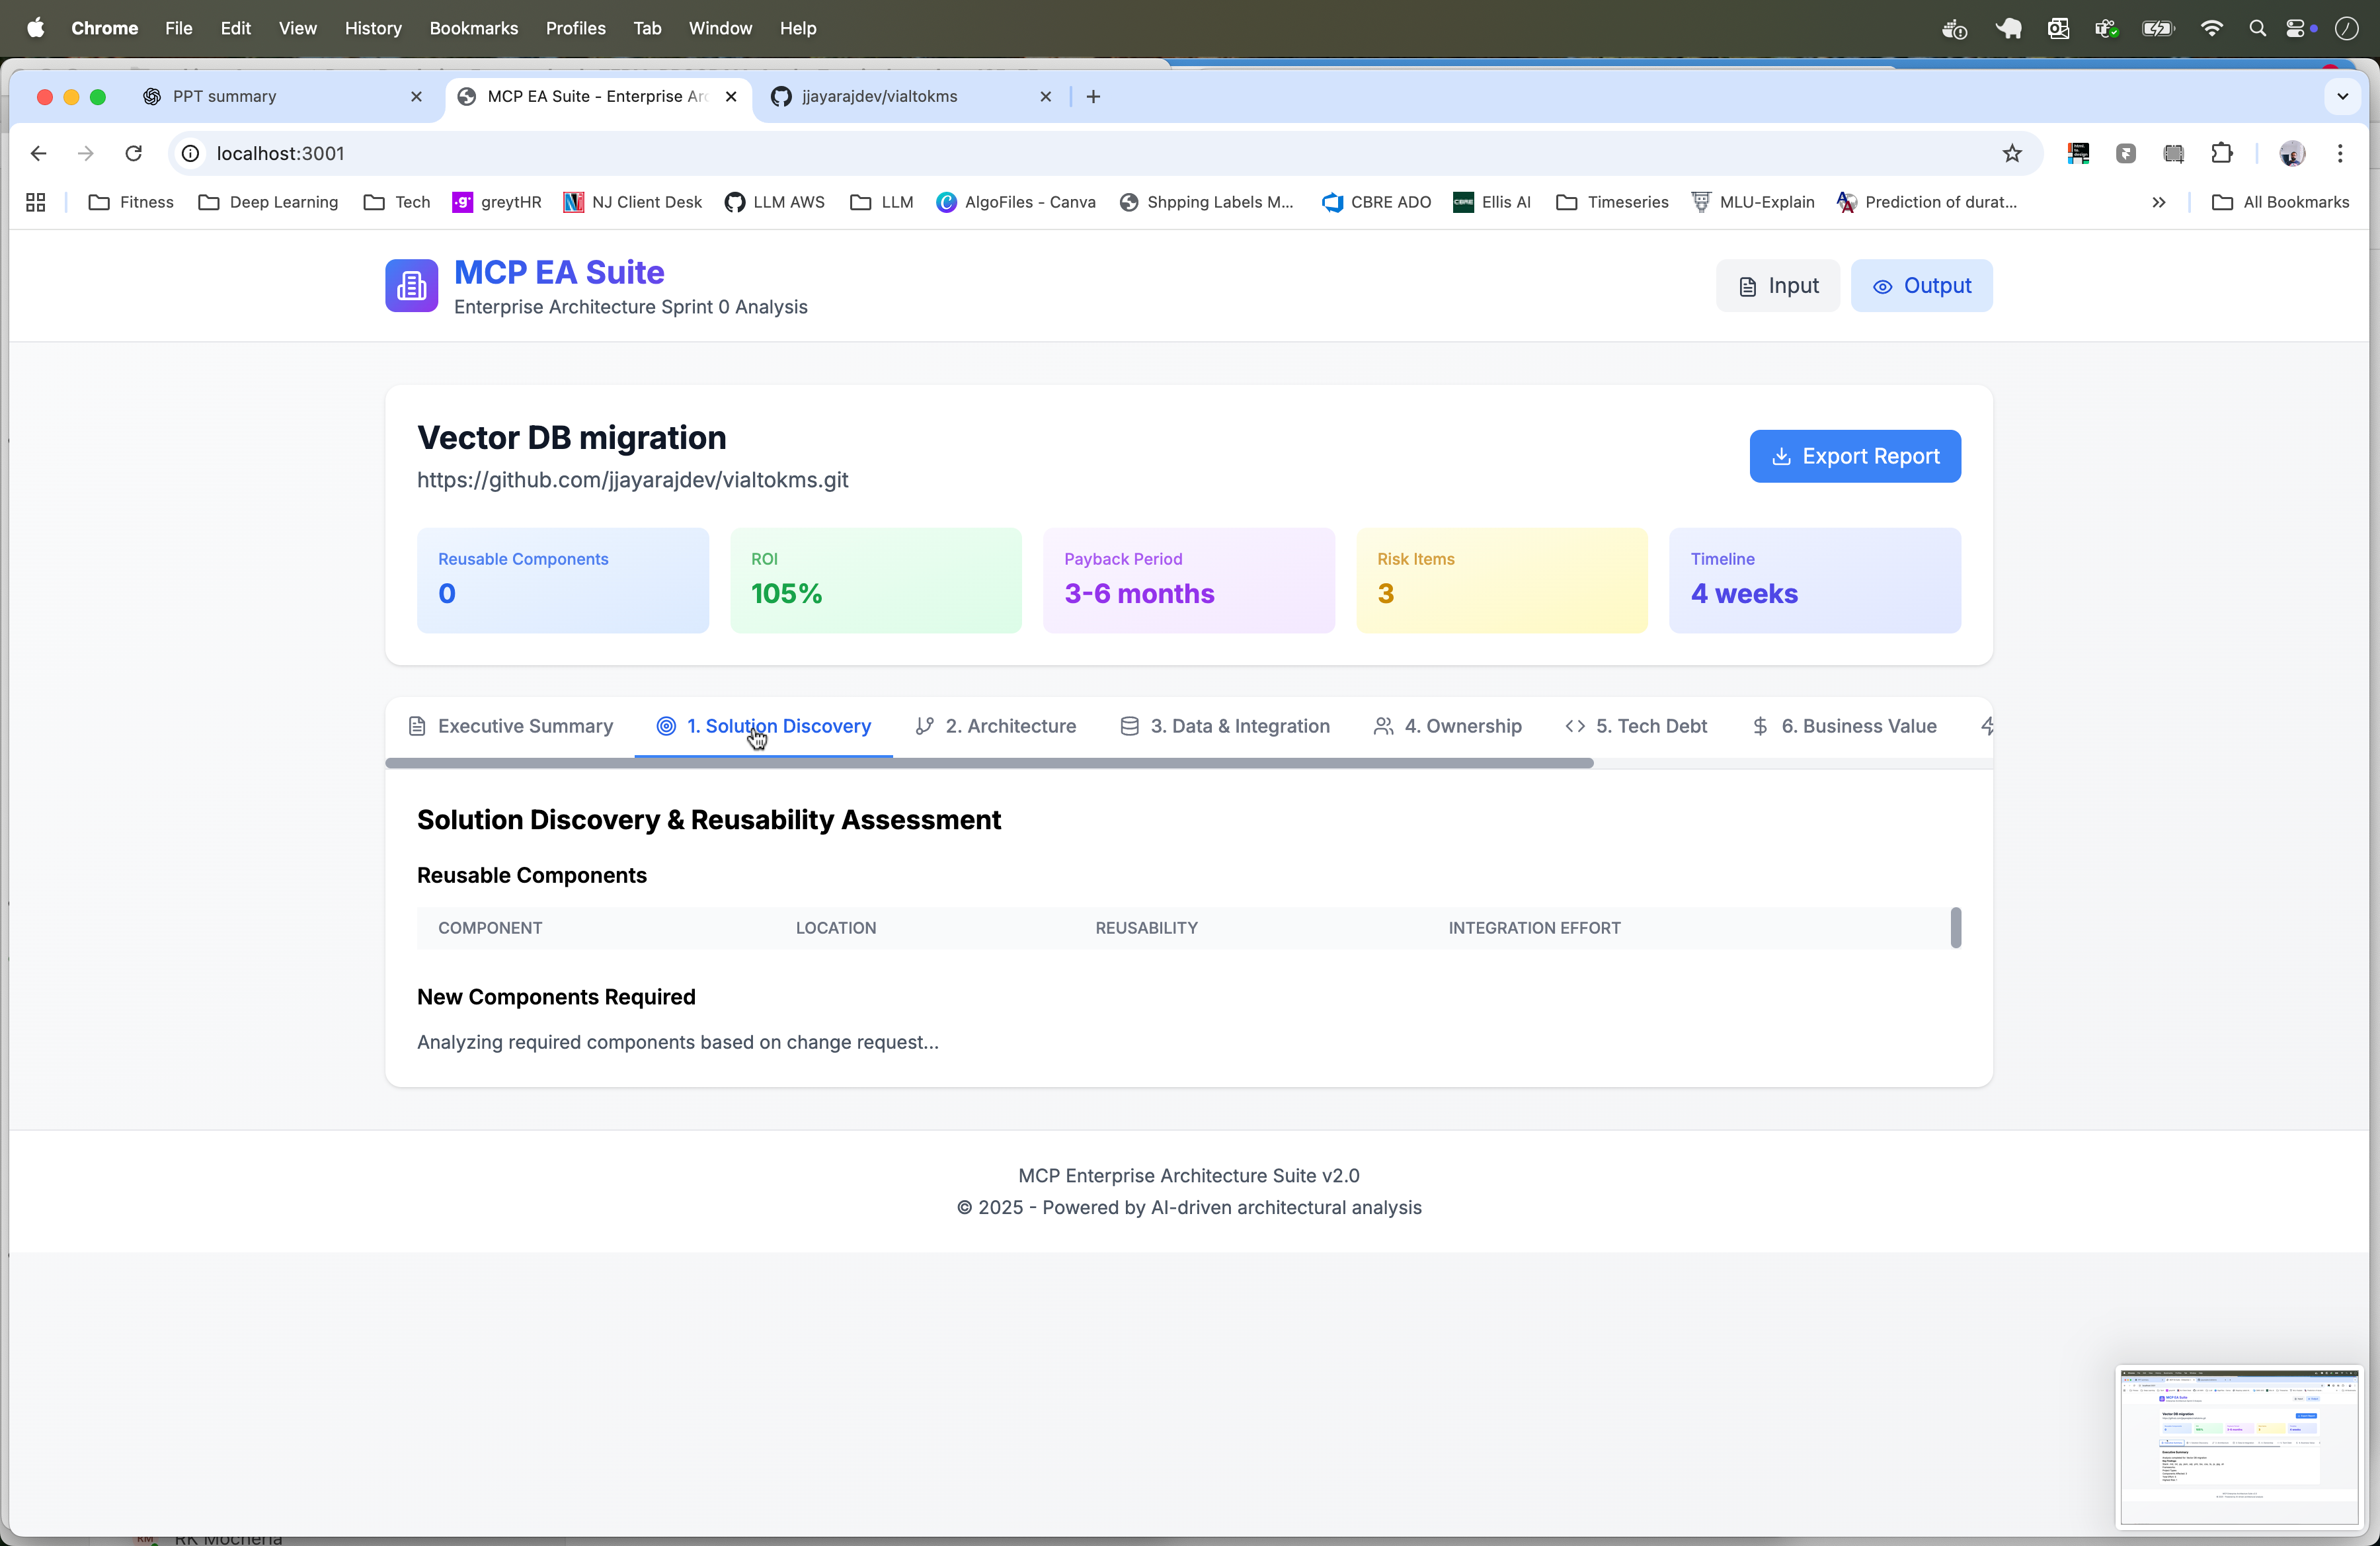 Chrome File Edit View History Bookmarks Profiles Tab Window Help
PPT summary
MCP EA Suite - Enterprise Arc
jjayarajdev/vialtokms
localhost:3001
Fitness Deep Learning Tech greytHR NJ Client Desk LLM AWS LLM AlgoFiles - Canva Shpping Labels M... CBRE ADO Ellis AI Timeseries MLU-Explain Prediction of durat... All Bookmarks
MCP EA Suite
Enterprise Architecture Sprint 0 Analysis
Input
Output
Vector DB migration
https://github.com/jjayarajdev/vialtokms.git
Export Report
Reusable Components
0
ROI
105%
Payback Period
3-6 months
Risk Items
3
Timeline
4 weeks
Executive Summary
1. Solution Discovery
2. Architecture
3. Data & Integration
4. Ownership
5. Tech Debt
6. Business Value
Solution Discovery & Reusability Assessment
Reusable Components
COMPONENT LOCATION REUSABILITY INTEGRATION EFFORT
New Components Required
Analyzing required components based on change request...
MCP Enterprise Architecture Suite v2.0
© 2025 - Powered by AI-driven architectural analysis